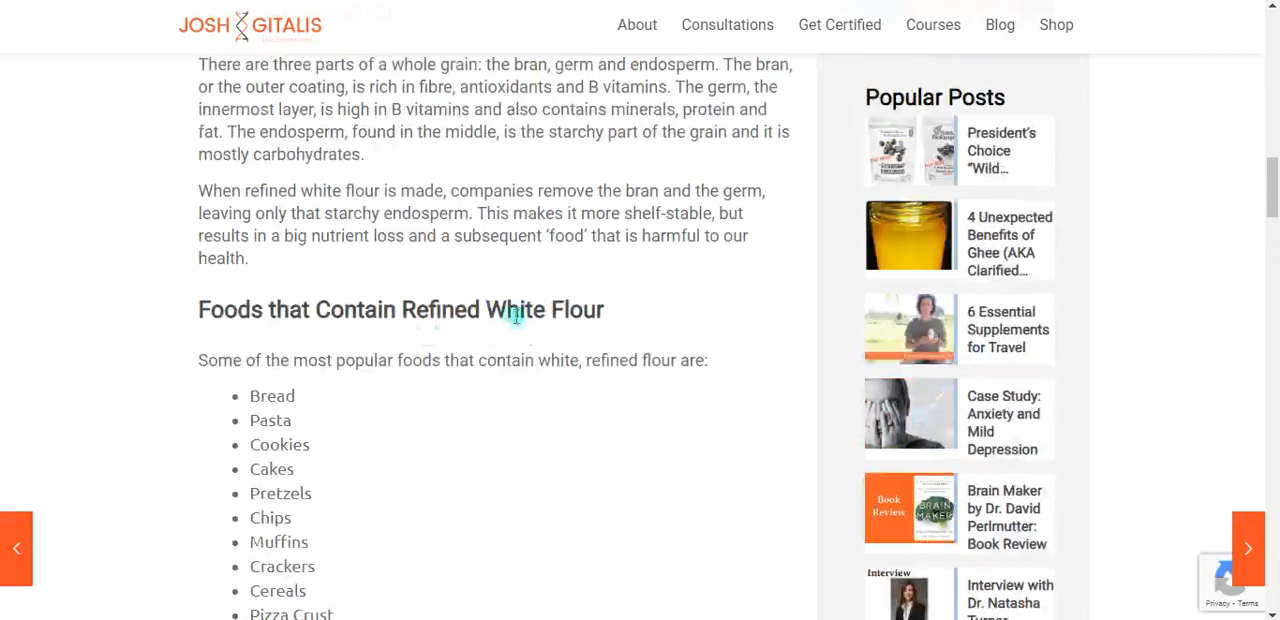 JOSH GITALIS
About
Consultations
Get Certified
Courses
Blog
Shop
There are three parts of a whole grain: the bran, germ and endosperm. The bran,
or the outer coating, is rich in fibre, antioxidants and B vitamins. The germ, the
innermost layer, is high in B vitamins and also contains minerals, protein and
fat. The endosperm, found in the middle, is the starchy part of the grain and it is
mostly carbohydrates.
When refined white flour is made, companies remove the bran and the germ,
leaving only that starchy endosperm. This makes it more shelf-stable, but
results in a big nutrient loss and a subsequent ‘food’ that is harmful to our
health.
Foods that Contain Refined White Flour
Some of the most popular foods that contain white, refined flour are:
Bread
Pasta
Cookies
Cakes
Pretzels
Chips
Muffins
Crackers
Cereals
Pizza Crust
Popular Posts
President’s
Choice
“Wild…
4 Unexpected
Benefits of
Ghee (AKA
Clarified…
6 Essential
Supplements
for Travel
Case Study:
Anxiety and
Mild
Depression
Book
Review
BRAIN
MAKER
Brain Maker
by Dr. David
Perlmutter:
Book Review
Interview
Interview with
Dr. Natasha
Turner
Privacy - Terms